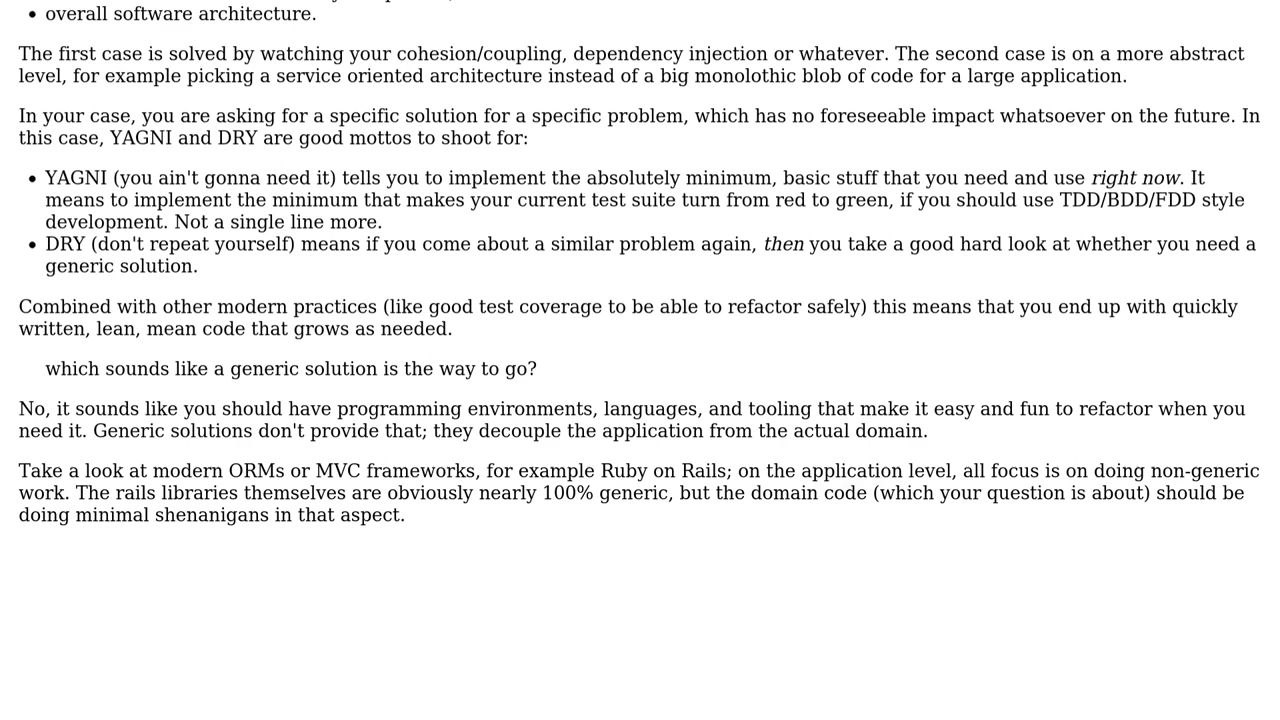 overall software architecture.
The first case is solved by watching your cohesion/coupling, dependency injection or whatever. The second case is on a more abstract
level, for example picking a service oriented architecture instead of a big monolothic blob of code for a large application.
In your case, you are asking for a specific solution for a specific problem, which has no foreseeable impact whatsoever on the future. In
this case, YAGNI and DRY are good mottos to shoot for:
YAGNI (you ain't gonna need it) tells you to implement the absolutely minimum, basic stuff that you need and use right now. It
means to implement the minimum that makes your current test suite turn from red to green, if you should use TDD/BDD/FDD style
development. Not a single line more.
DRY (don't repeat yourself) means if you come about a similar problem again, then you take a good hard look at whether you need a
generic solution.
Combined with other modern practices (like good test coverage to be able to refactor safely) this means that you end up with quickly
written, lean, mean code that grows as needed.
which sounds like a generic solution is the way to go?
No, it sounds like you should have programming environments, languages, and tooling that make it easy and fun to refactor when you
need it. Generic solutions don't provide that; they decouple the application from the actual domain.
Take a look at modern ORMs or MVC frameworks, for example Ruby on Rails; on the application level, all focus is on doing non-generic
work. The rails libraries themselves are obviously nearly 100% generic, but the domain code (which your question is about) should be
doing minimal shenanigans in that aspect.